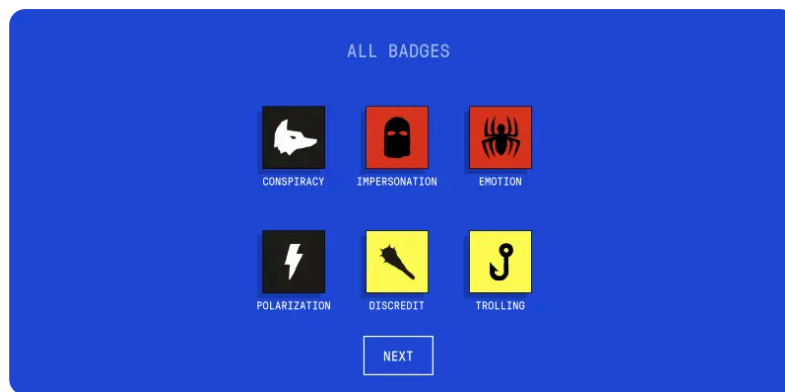 ALL BADGES
CONSPIRACY IMPERSONATION EMOTION
POLARIZATION DISCREDIT TROLLING
NEXT